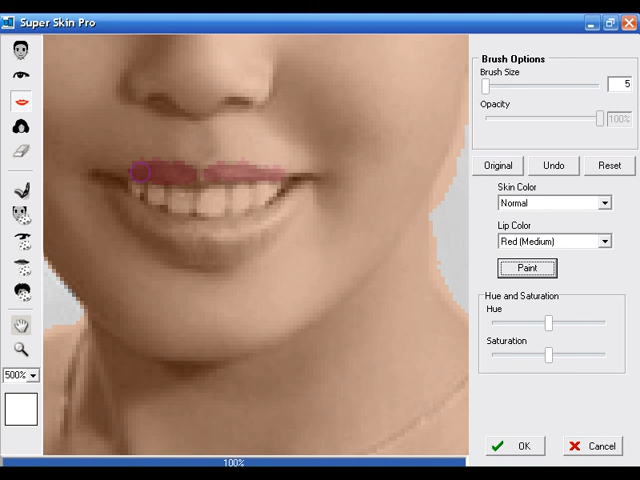 Super Skin Pro
Brush Options
Brush Size
5
Opacity
100%
Original
Undo
Reset
Skin Color
Normal
Lip Color
Red (Medium)
Paint
Hue and Saturation
Hue
Saturation
500%
OK
Cancel
100%